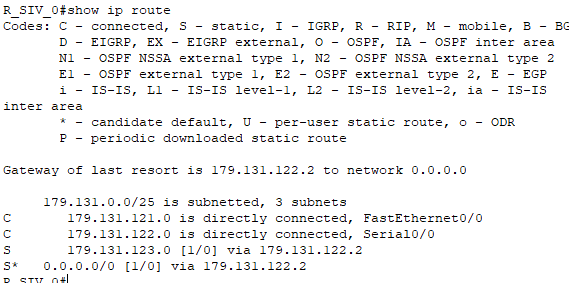 R_SIV_0#show ip route
Codes: C - connected, S - static, I - IGRP, R - RIP, M - mobile, B - BG
D - EIGRP, EX - EIGRP external, O - OSPF, IA - OSPF inter area
N1 - OSPF NSSA external type 1, N2 - OSPF NSSA external type 2
E1 - OSPF external type 1, E2 - OSPF external type 2, E - EGP
i - IS-IS, L1 - IS-IS level-1, L2 - IS-IS level-2, ia - IS-IS
inter area
* - candidate default, U - per-user static route, o - ODR
P - periodic downloaded static route
Gateway of last resort is 179.131.122.2 to network 0.0.0.0
179.131.0.0/25 is subnetted, 3 subnets
C 179.131.121.0 is directly connected, FastEthernet0/0
C 179.131.122.0 is directly connected, Serial0/0
S 179.131.123.0 [1/0] via 179.131.122.2
S* 0.0.0.0/0 [1/0] via 179.131.122.2
R_SIV_0#